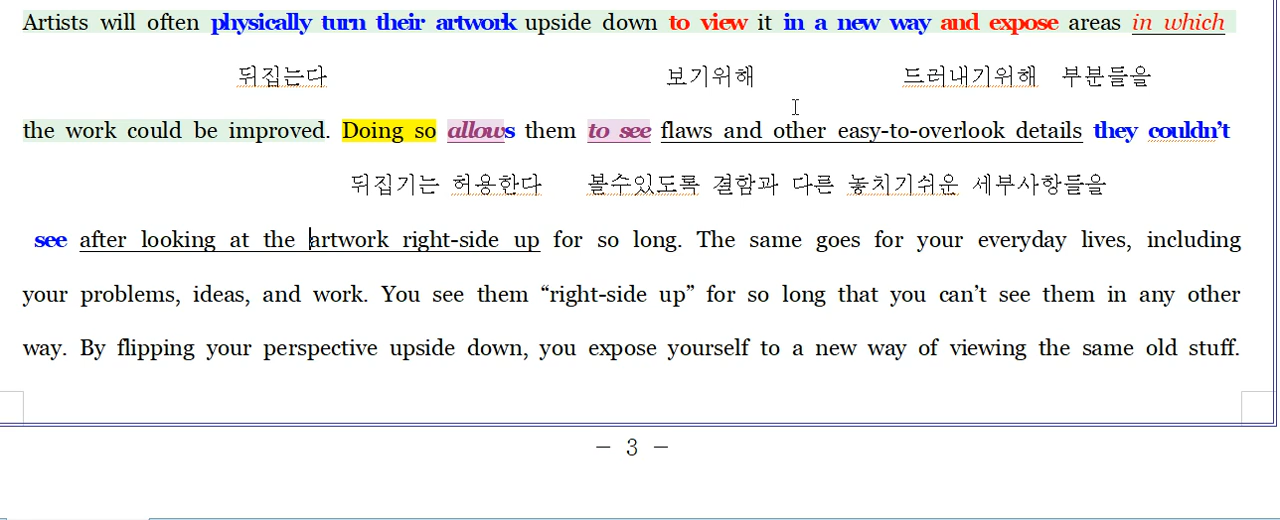 Artists will often physically turn their artwork upside down to view it in a new way and expose areas in which
뒤집는다 보기위해 드러내기위해 부분들을
the work could be improved. Doing so allows them to see flaws and other easy-to-overlook details they couldn’t
뒤집기는 허용한다 볼수있도록 결함과 다른 놓치기쉬운 세부사항들을
see after looking at the artwork right-side up for so long. The same goes for your everyday lives, including
your problems, ideas, and work. You see them “right-side up” for so long that you can’t see them in any other
way. By flipping your perspective upside down, you expose yourself to a new way of viewing the same old stuff.
- 3 -